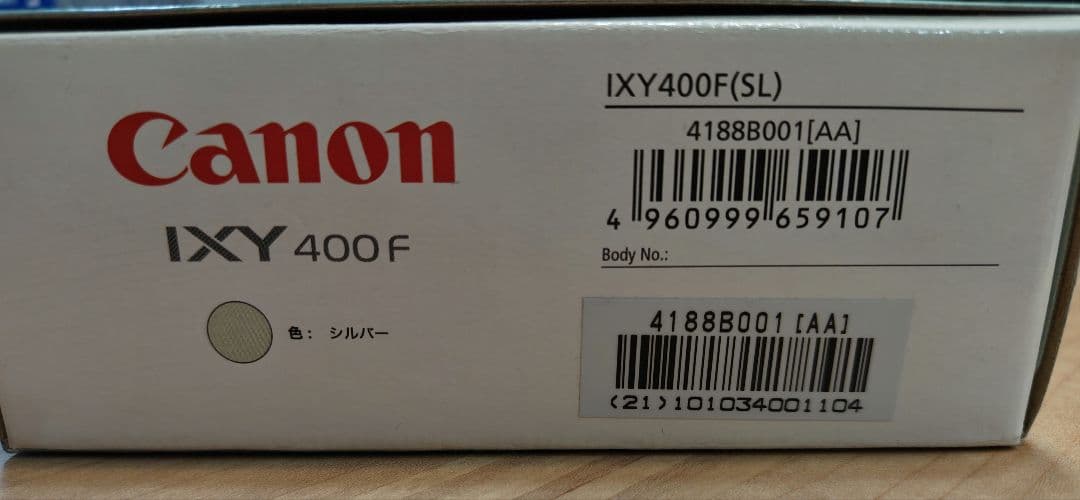 Canon
IXY 400F
色: シルバー
IXY400F(SL)
4188B001[AA]
4 960999 659107
Body No.:
4188B001[AA]
(21)101034001104